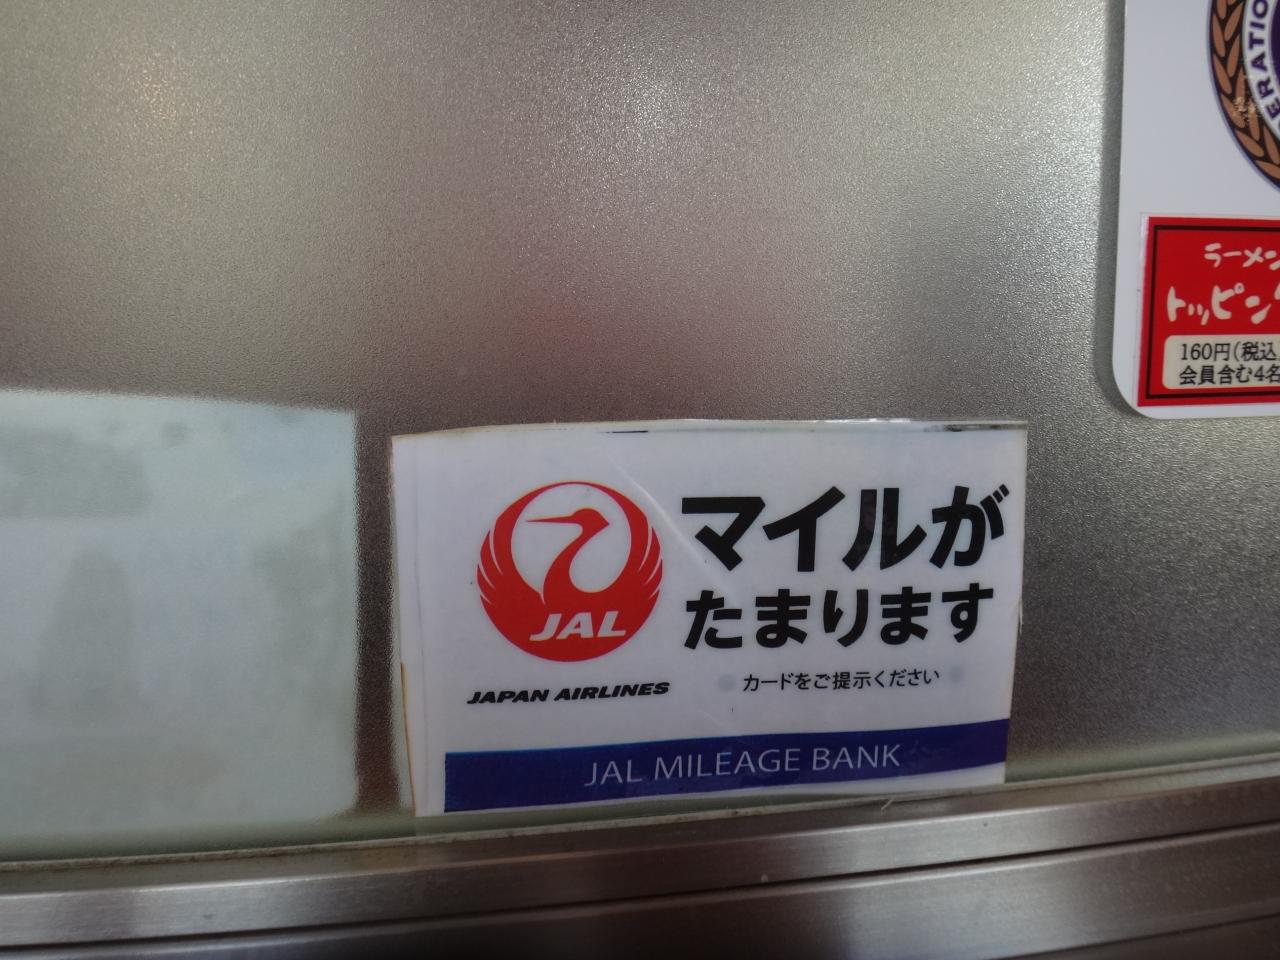 マイルが
たまります
カードをご提示ください
JAL
JAPAN AIRLINES
JAL MILEAGE BANK
ERATIO
ラーメン
トッピング
160円(税込)
会員含む4名